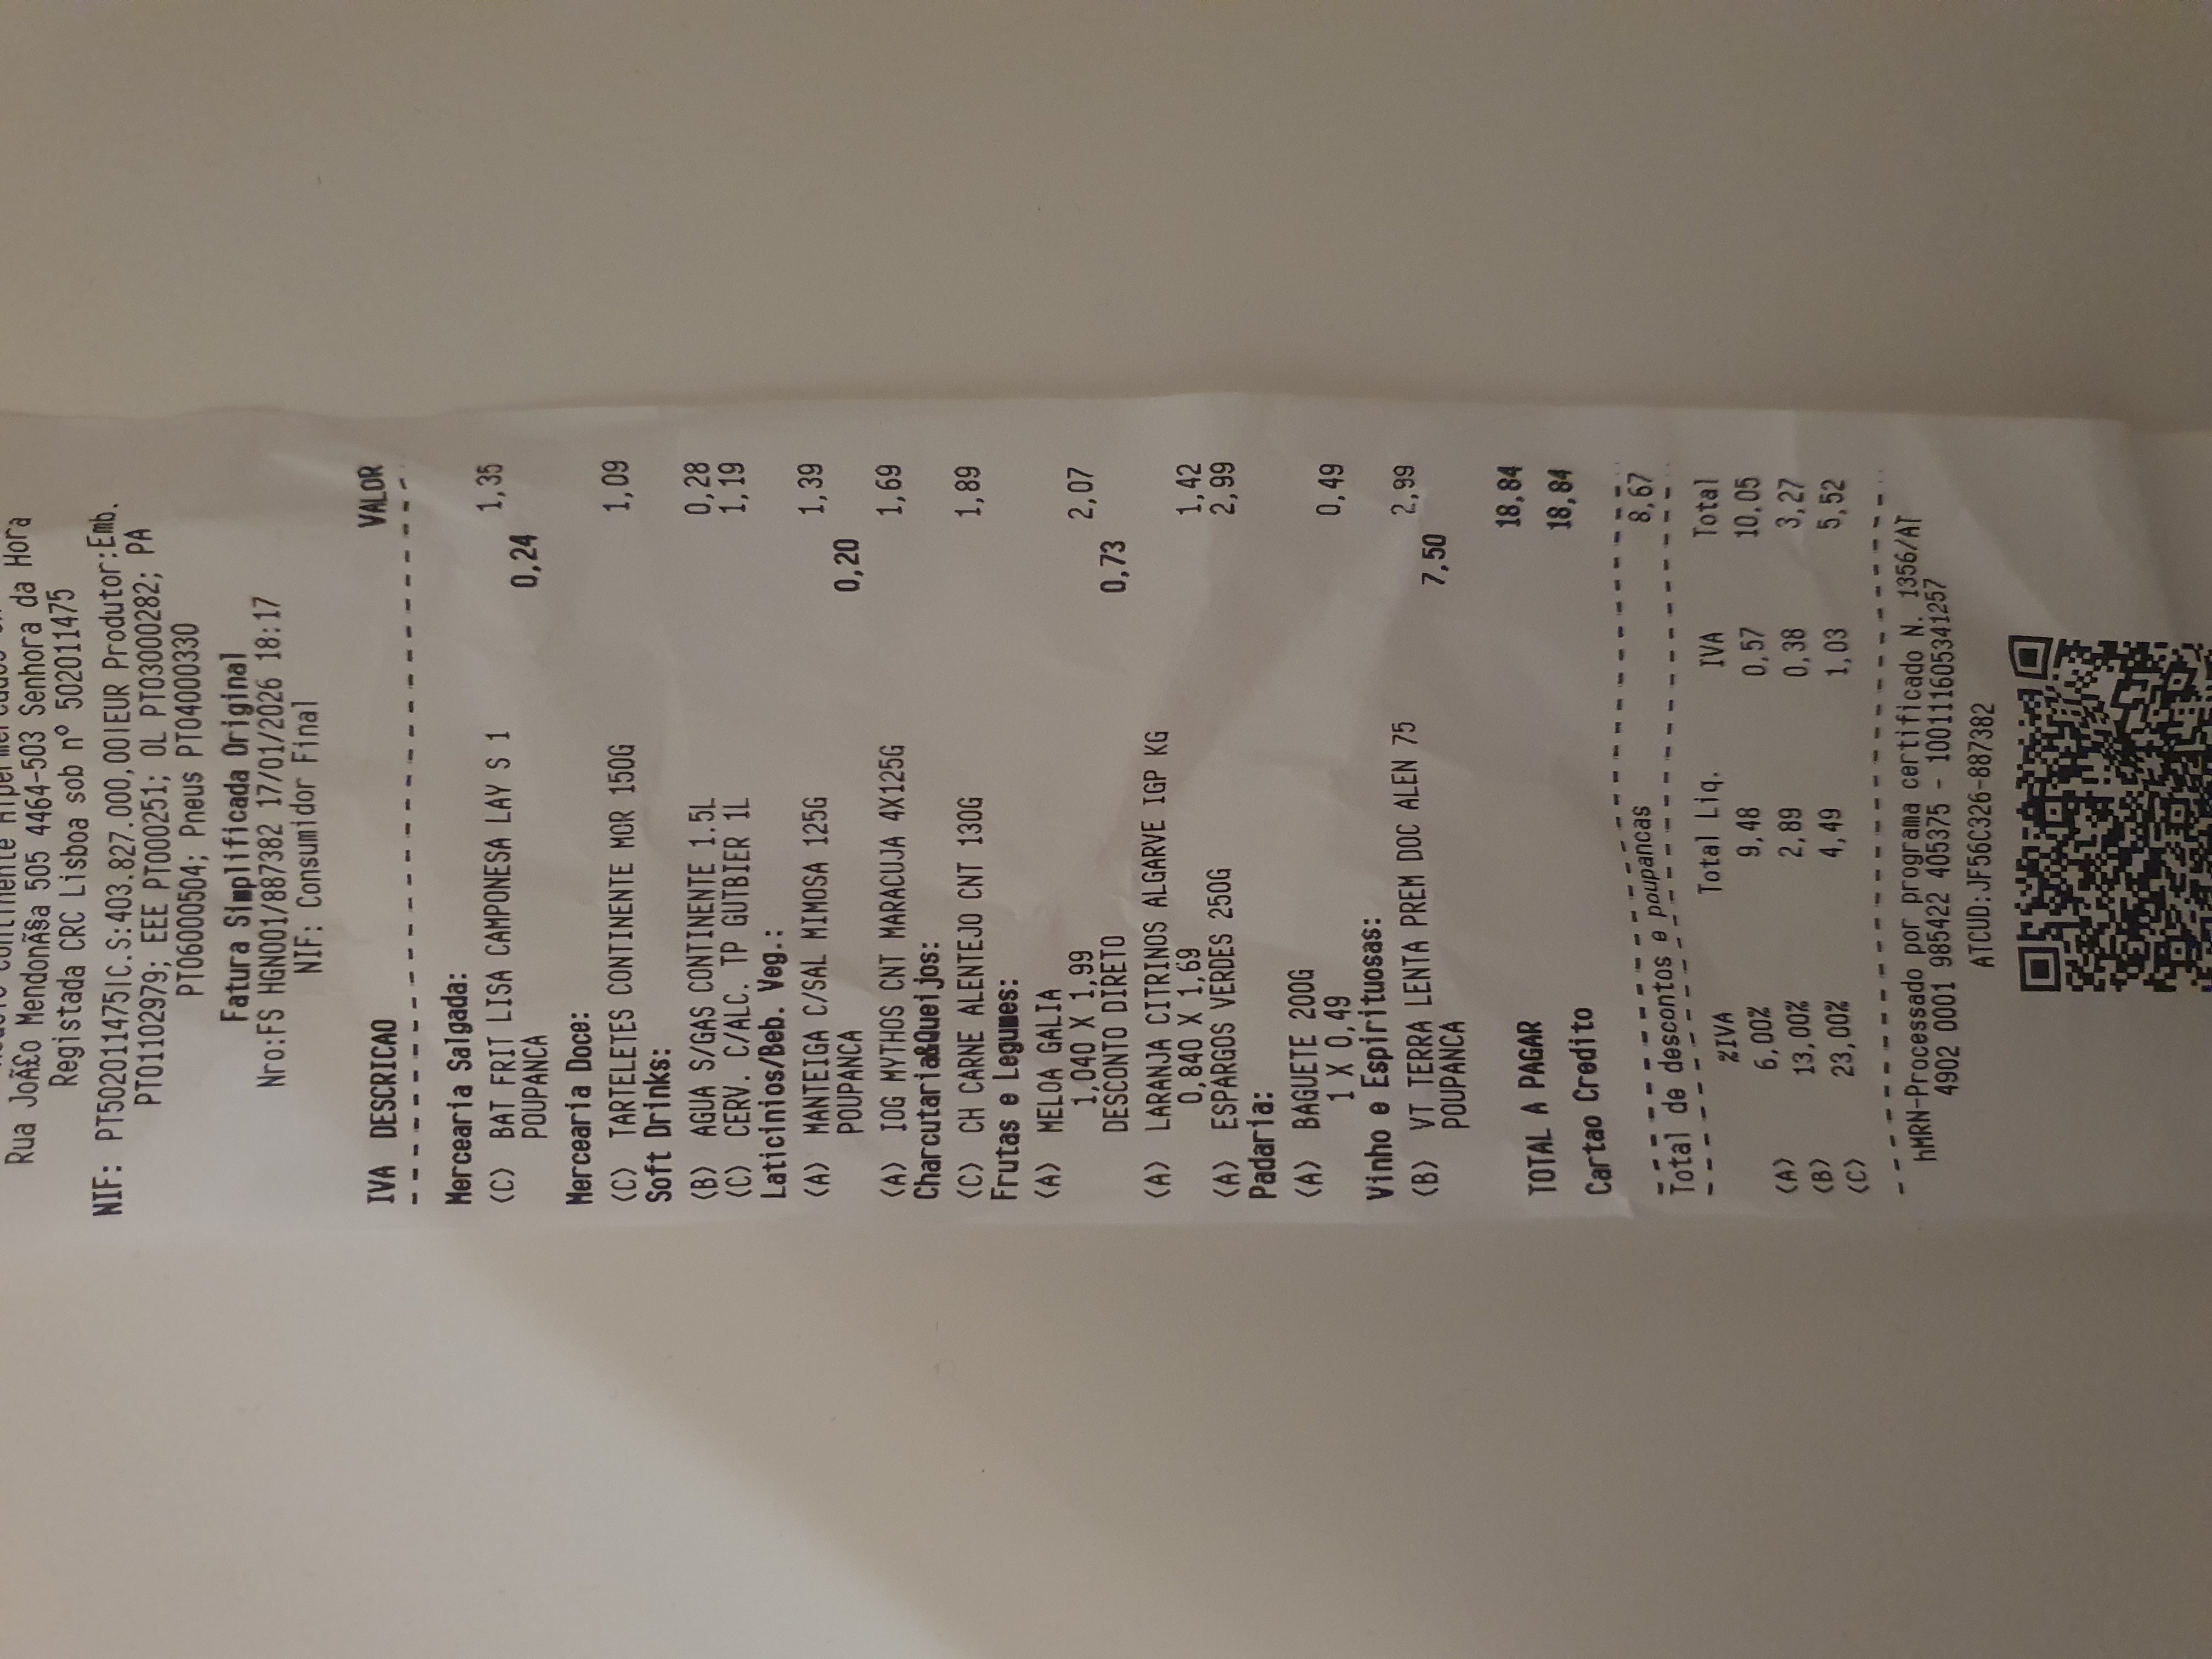 Rua JoÃ£o MendonÃ§a 505 4464-503 Senhora da Hora
Registado CRC Lisboa sob nº 502011475
NIF: PT502011475|C.S:403.827.000,00|EUR Produtor:Emb.
PT01102979; EEE PT000251; OL PT03000282; PA
PT06000504; Pneus PT04000330
Fatura Simplificada Original
Nro:FS HGN001/887382 17/01/2026 18:17
NIF: Consumidor Final
IVA DESCRICAO VALOR
Mercearia Salgada:
(C) BAT FRIT LISA CAMPONESA LAY S 1 1,35
POUPANCA 0,24
Mercearia Doce:
(C) TARTELETES CONTINENTE MOR 150G 1,09
Soft Drinks:
(B) AGUA S/GAS CONTINENTE 1.5L 0,28
(C) CERV. C/ALC. TP GUTBIER 1L 1,19
Laticinios/Beb. Veg.:
(A) MANTEIGA C/SAL MIMOSA 125G 1,39
POUPANCA 0,20
(A) IOG MYTHOS CNT MARACUJA 4X125G 1,69
Charcutaria&Queijos:
(C) CH CARNE ALENTEJO CNT 130G 1,89
Frutas e Legumes:
(A) MELOA GALIA
1,040 X 1,99 2,07
DESCONTO DIRETO 0,73
(A) LARANJA CITRINOS ALGARVE IGP KG
0,840 X 1,69 1,42
(A) ESPARGOS VERDES 250G 2,99
Padaria:
(A) BAGUETE 200G
1 X 0,49 0,49
Vinho e Espirituosas:
(B) VT TERRA LENTA PREM DOC ALEN 75 2,99
POUPANCA 7,50
TOTAL A PAGAR 18,84
Cartao Credito 18,84
Total de descontos e poupancas 8,67
%IVA Total Liq. IVA Total
(A) 6,00% 9,48 0,57 10,05
(B) 13,00% 2,89 0,38 3,27
(C) 23,00% 4,49 1,03 5,52
hMRN-Processado por programa certificado N. 1356/AT
4902 0001 985422 405375 - 1001116053412​57
ATCUD:JF56C326-887382